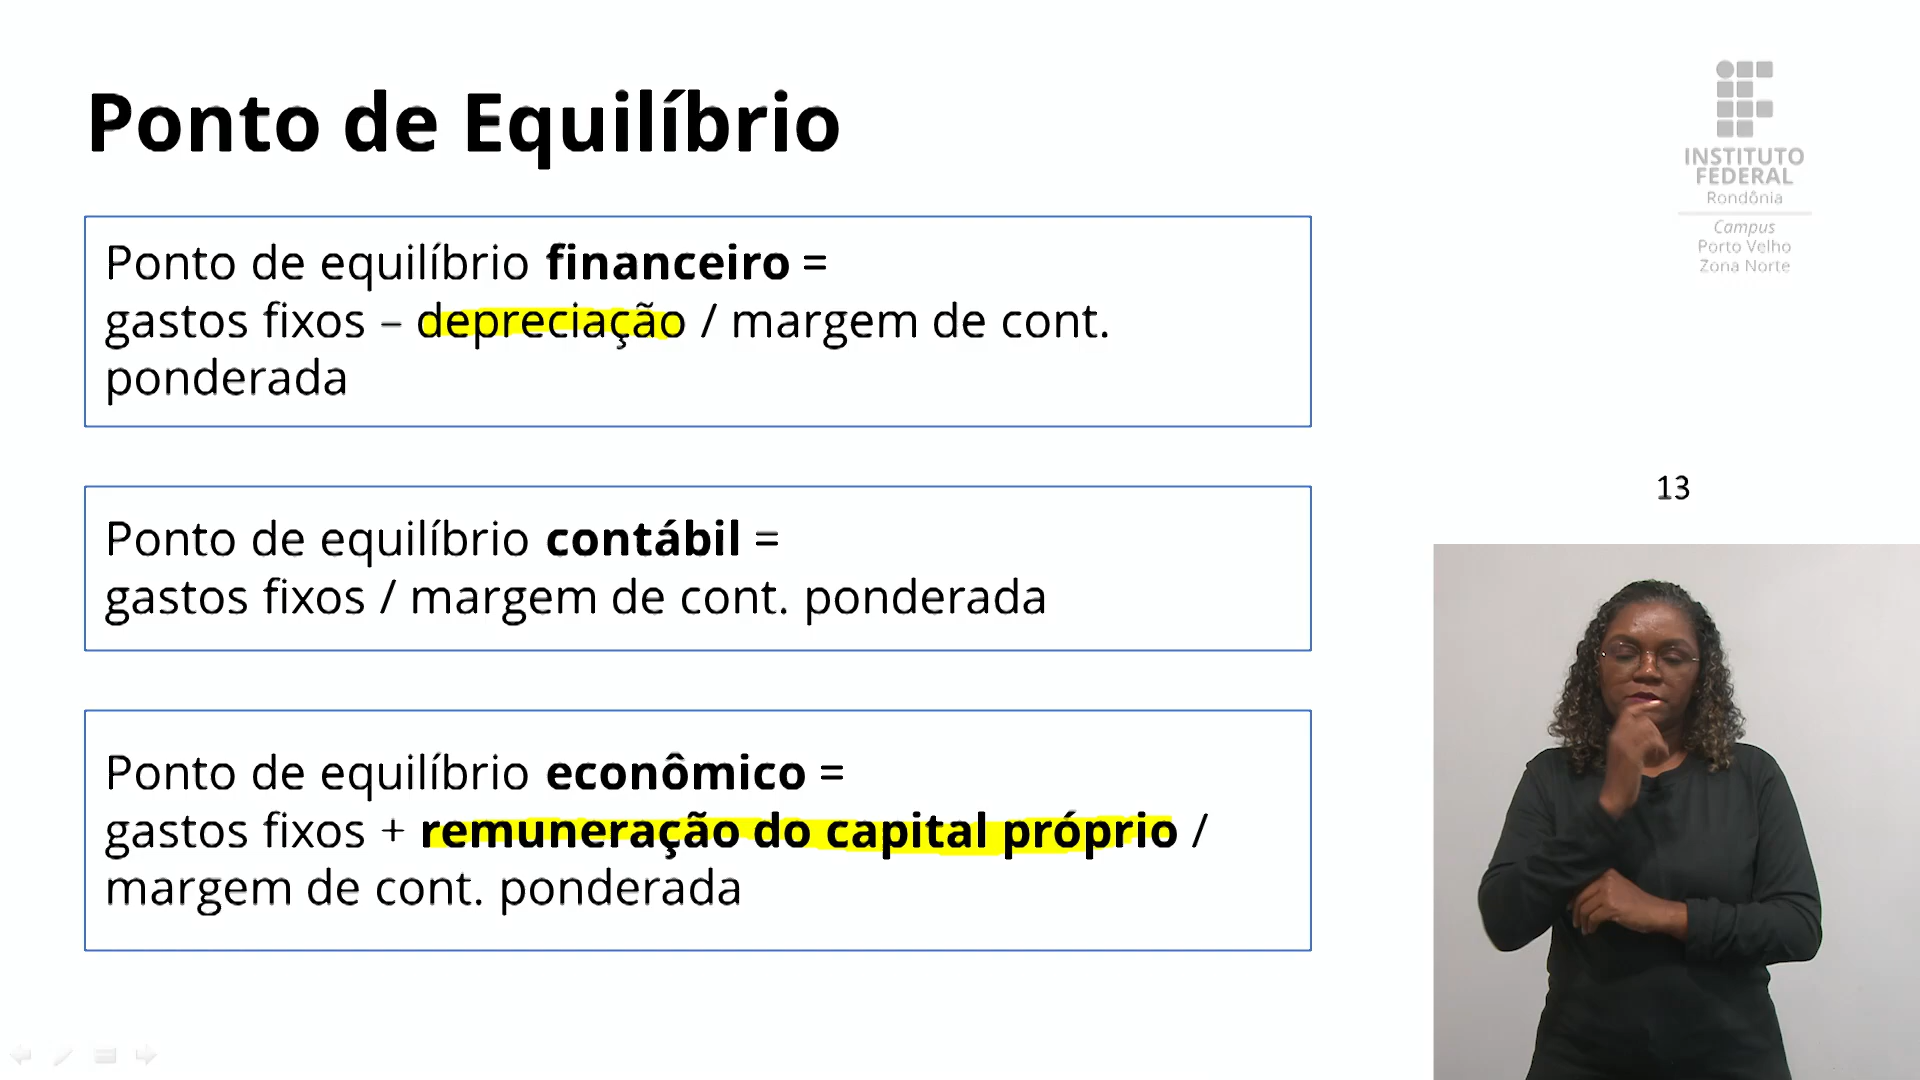 Ponto de Equilíbrio
INSTITUTO
FEDERAL
Rondônia
Campus
Porto Velho
Zona Norte
Ponto de equilíbrio financeiro =
gastos fixos – depreciação / margem de cont.
ponderada
Ponto de equilíbrio contábil =
gastos fixos / margem de cont. ponderada
Ponto de equilíbrio econômico =
gastos fixos + remuneração do capital próprio /
margem de cont. ponderada
13